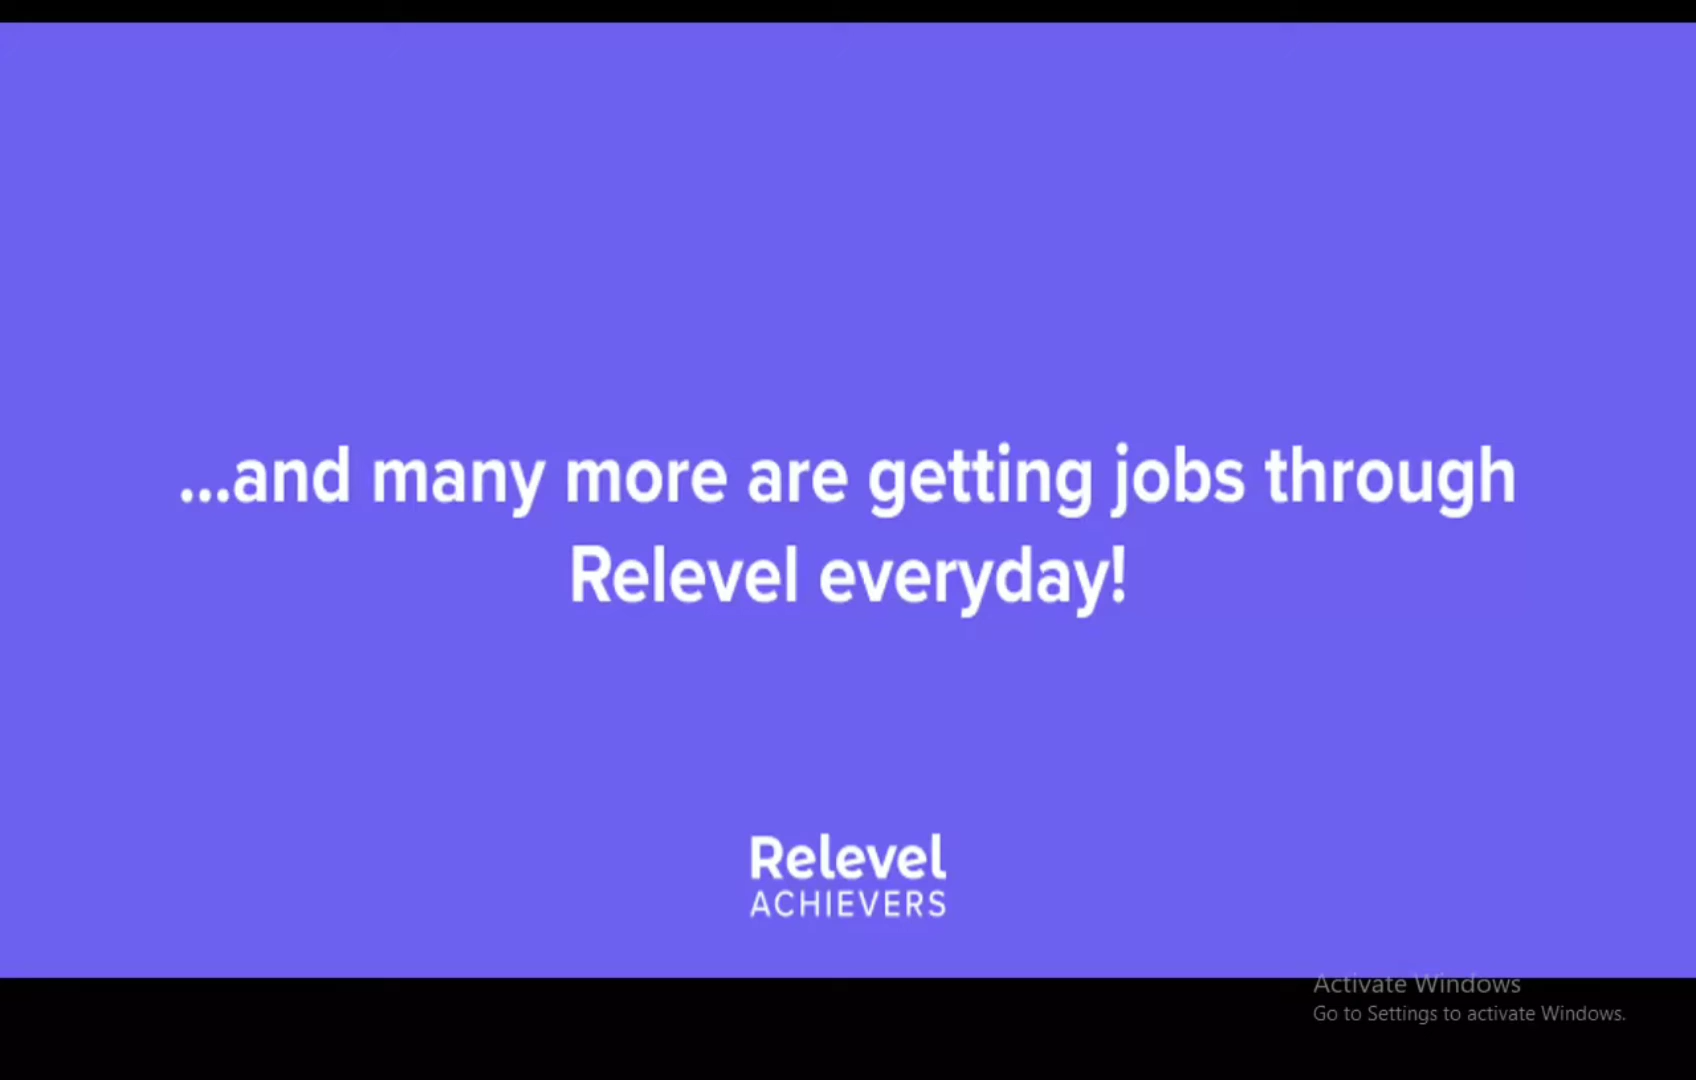 ...and many more are getting jobs through
Relevel everyday!
Relevel
ACHIEVERS
Activate Windows
Go to Settings to activate Windows.